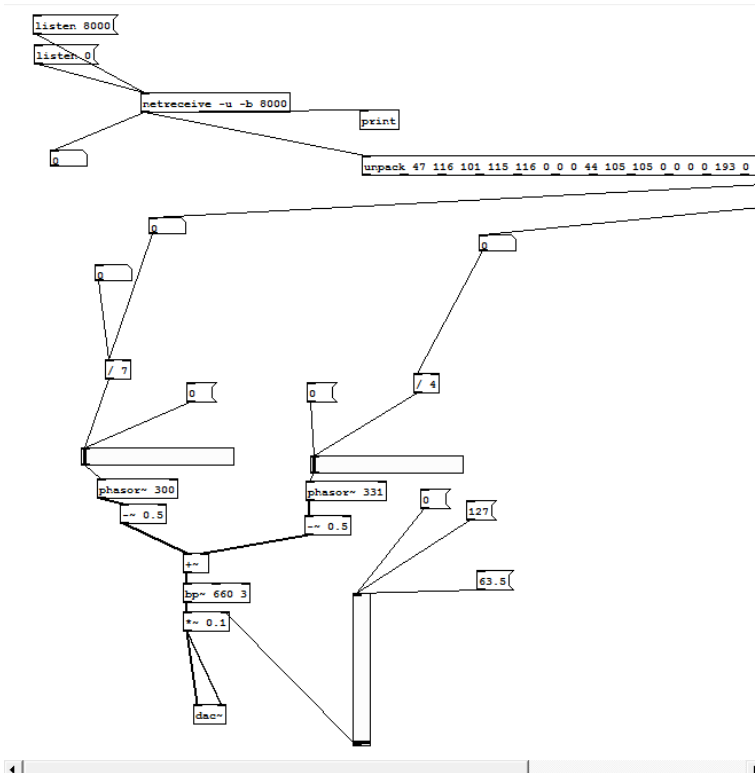 listen 8000
listen 0
netreceive -u -b 8000
print
0
unpack 47 116 101 115 116 0 0 0 44 105 105 0 0 0 0 193 0
0
0
0
/ 7
/ 4
0
0
phasor~ 300
phasor~ 331
0
127
-~ 0.5
-~ 0.5
+~
63.5
bp~ 660 3
*~ 0.1
dac~